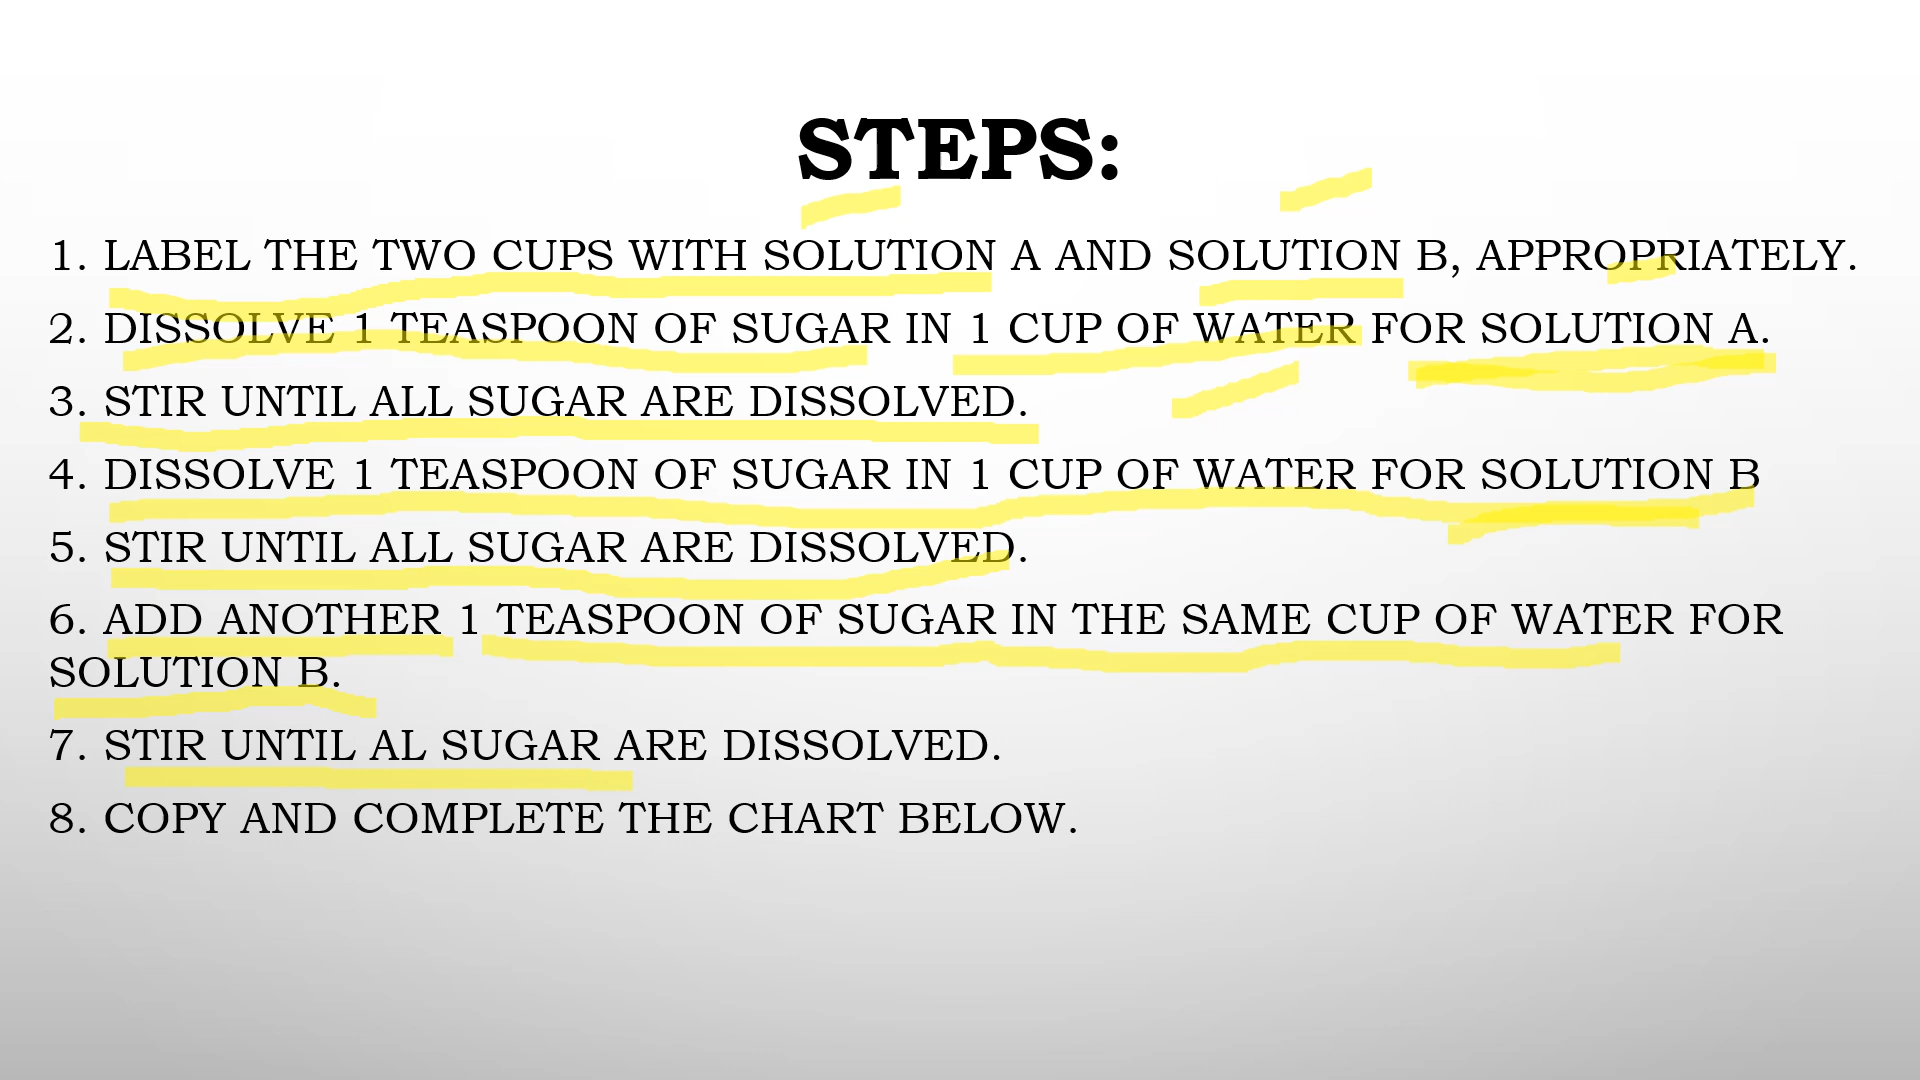 STEPS:
1. LABEL THE TWO CUPS WITH SOLUTION A AND SOLUTION B, APPROPRIATELY.
2. DISSOLVE 1 TEASPOON OF SUGAR IN 1 CUP OF WATER FOR SOLUTION A.
3. STIR UNTIL ALL SUGAR ARE DISSOLVED.
4. DISSOLVE 1 TEASPOON OF SUGAR IN 1 CUP OF WATER FOR SOLUTION B
5. STIR UNTIL ALL SUGAR ARE DISSOLVED.
6. ADD ANOTHER 1 TEASPOON OF SUGAR IN THE SAME CUP OF WATER FOR
SOLUTION B.
7. STIR UNTIL AL SUGAR ARE DISSOLVED.
8. COPY AND COMPLETE THE CHART BELOW.